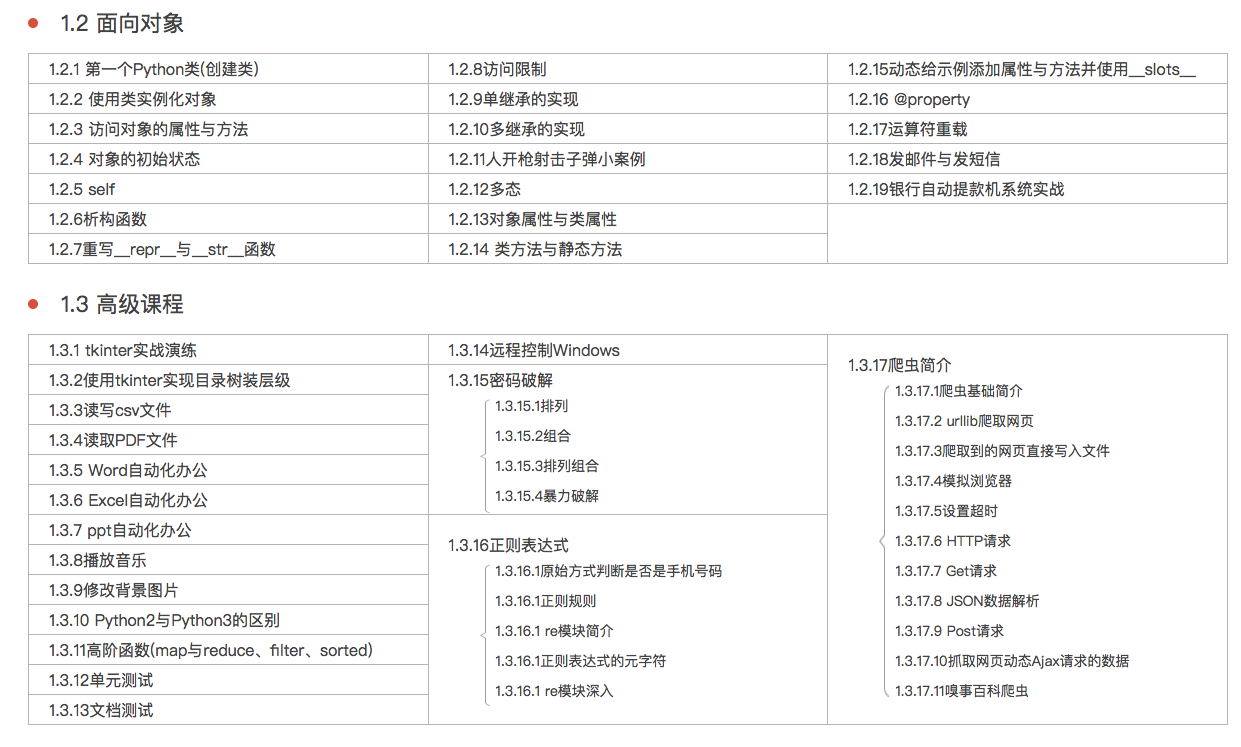 1.2 面向对象
1.2.1 第一个Python类(创建类)
1.2.2 使用类实例化对象
1.2.3 访问对象的属性与方法
1.2.4 对象的初始状态
1.2.5 self
1.2.6析构函数
1.2.7重写__repr__与__str__函数
1.2.8访问限制
1.2.9单继承的实现
1.2.10多继承的实现
1.2.11人开枪射击子弹小案例
1.2.12多态
1.2.13对象属性与类属性
1.2.14 类方法与静态方法
1.2.15动态给示例添加属性与方法并使用__slots__
1.2.16 @property
1.2.17运算符重载
1.2.18发邮件与发短信
1.2.19银行自动提款机系统实战
1.3 高级课程
1.3.1 tkinter实战演练
1.3.2使用tkinter实现目录树装层级
1.3.3读写csv文件
1.3.4读取PDF文件
1.3.5 Word自动化办公
1.3.6 Excel自动化办公
1.3.7 ppt自动化办公
1.3.8播放音乐
1.3.9修改背景图片
1.3.10 Python2与Python3的区别
1.3.11高阶函数(map与reduce、filter、sorted)
1.3.12单元测试
1.3.13文档测试
1.3.14远程控制Windows
1.3.15密码破解
1.3.15.1排列
1.3.15.2组合
1.3.15.3排列组合
1.3.15.4暴力破解
1.3.16正则表达式
1.3.16.1原始方式判断是否是手机号码
1.3.16.1正则规则
1.3.16.1 re模块简介
1.3.16.1正则表达式的元字符
1.3.16.1 re模块深入
1.3.17爬虫简介
1.3.17.1爬虫基础简介
1.3.17.2 urllib爬取网页
1.3.17.3爬取到的网页直接写入文件
1.3.17.4模拟浏览器
1.3.17.5设置超时
1.3.17.6 HTTP请求
1.3.17.7 Get请求
1.3.17.8 JSON数据解析
1.3.17.9 Post请求
1.3.17.10抓取网页动态Ajax请求的数据
1.3.17.11嗅事百科爬虫